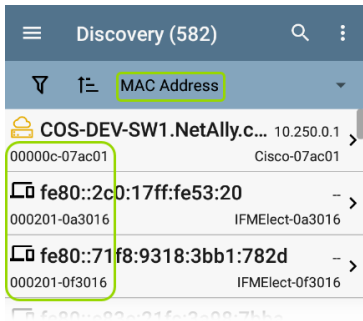 Discovery (582)
MAC Address
COS-DEV-SW1.NetAlly.c... 10.250.0.1
00000c-07ac01 Cisco-07ac01
fe80::2c0:17ff:fe53:20 --
000201-0a3016 IFMElect-0a3016
fe80::71f8:9318:3bb1:782d --
000201-0f3016 IFMElect-0f3016